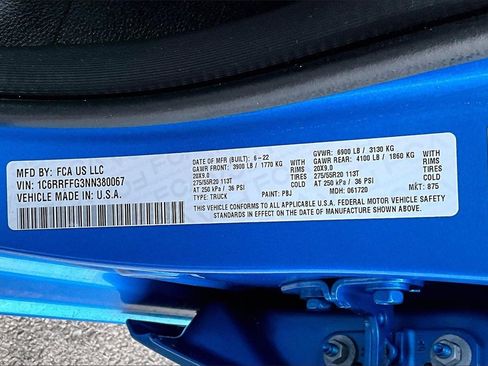 MFD BY: FCA US LLC
VIN: 1C6RRFFG3NN380067
VEHICLE MADE IN: U.S.A.
DATE OF MFR (BUILT): 6-22
GAWR FRONT: 3900 LB / 1770 KG
WITH
20X9.0
RIMS
275/55R20 113T
TIRES
AT 250 kPa / 36 PSI
COLD
TYPE: TRUCK
PAINT: PBJ
GVWR: 6900 LB / 3130 KG
GAWR REAR: 4100 LB / 1860 KG
WITH
20X9.0
RIMS
275/55R20 113T
TIRES
AT 250 kPa / 36 PSI
COLD
MDH: 061720
MKT: 875
THIS VEHICLE CONFORMS TO ALL APPLICABLE U.S.A. FEDERAL MOTOR VEHICLE SAFETY
STANDARDS IN EFFECT ON THE DATE OF MANUFACTURE SHOWN ABOVE.